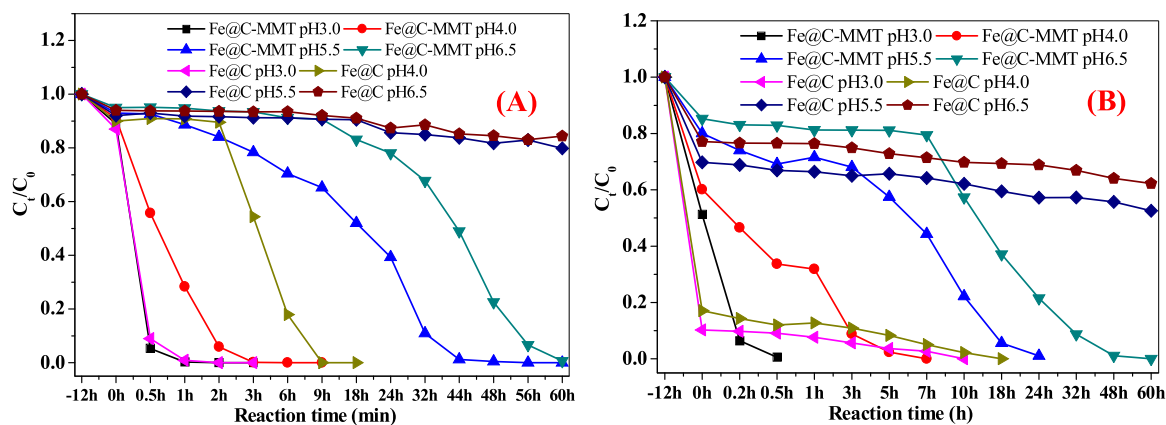 Fe@C-MMT pH3.0 Fe@C-MMT pH4.0
Fe@C-MMT pH5.5 Fe@C-MMT pH6.5
Fe@C pH3.0 Fe@C pH4.0
Fe@C pH5.5 Fe@C pH6.5
(A)
1.2
1.0
0.8
0.6
0.4
0.2
0.0
Ct/C0
-12h 0h 0.5h 1h 2h 3h 6h 9h 18h 24h 32h 44h 48h 56h 60h
Reaction time (min)
Fe@C-MMT pH3.0 Fe@C-MMT pH4.0
Fe@C-MMT pH5.5 Fe@C-MMT pH6.5
Fe@C pH3.0 Fe@C pH4.0
Fe@C pH5.5 Fe@C pH6.5
(B)
1.2
1.0
0.8
0.6
0.4
0.2
0.0
Ct/C0
-12h 0h 0.2h 0.5h 1h 3h 5h 7h 10h 18h 24h 32h 48h 60h
Reaction time (h)